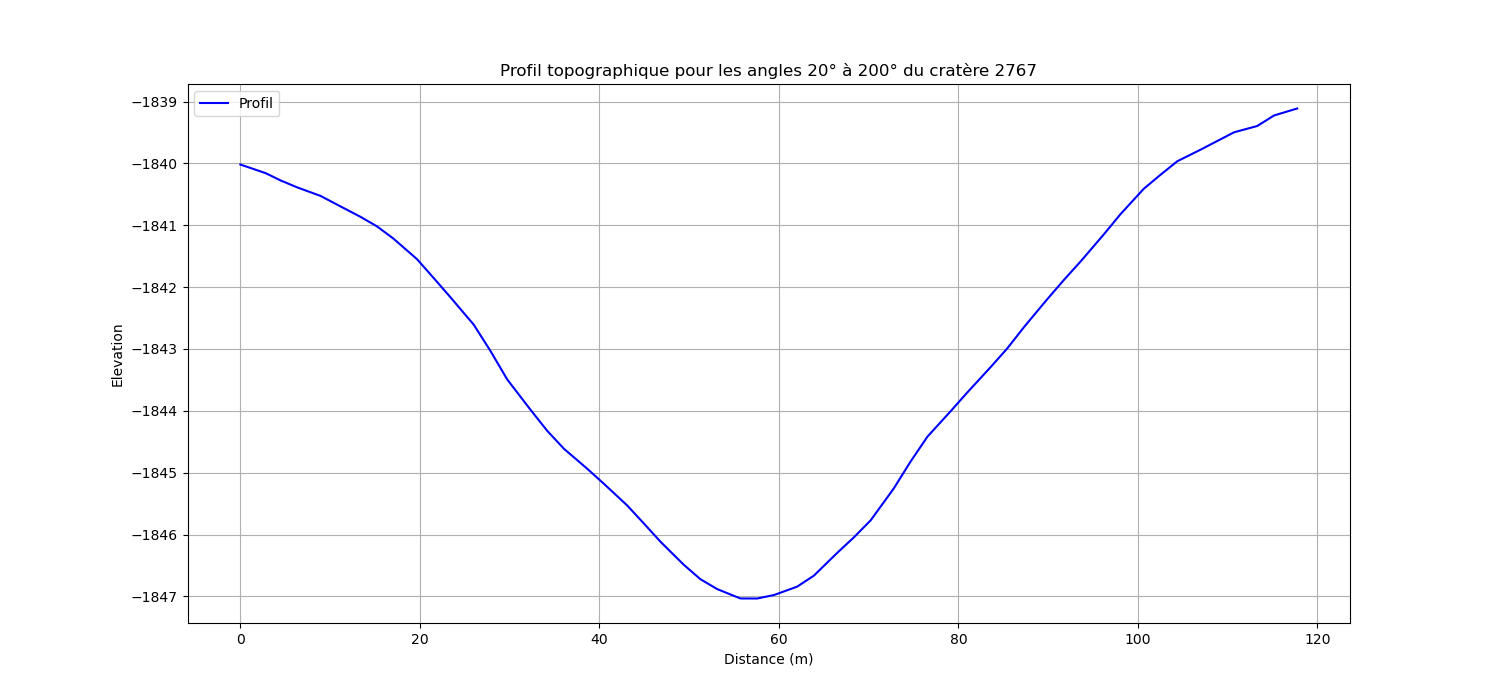 Profil topographique pour les angles 20° à 200° du cratère 2767
Profil
−1839
−1840
−1841
−1842
−1843
−1844
−1845
−1846
−1847
Elevation
0 20 40 60 80 100 120
Distance (m)